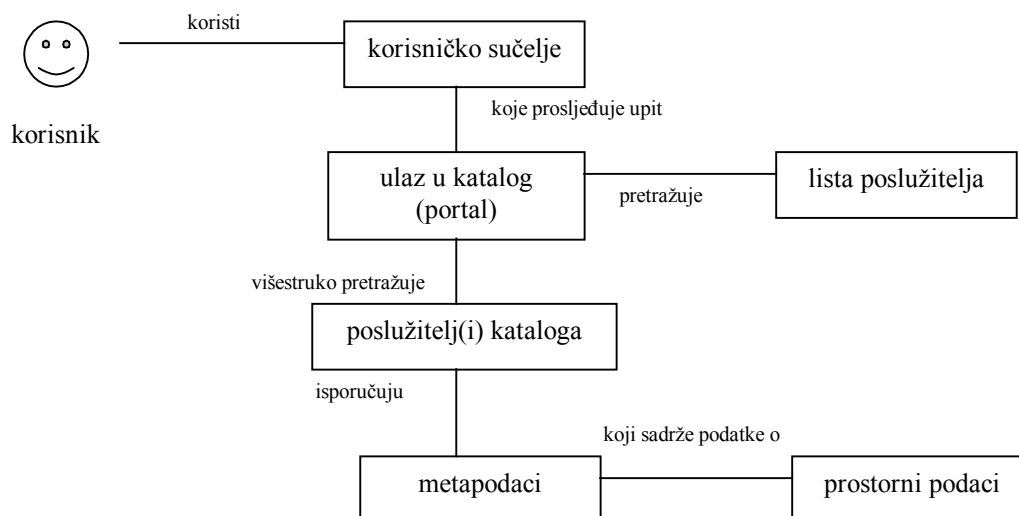 koristi
korisničko sučelje
korisnik
koje prosljeđuje upit
ulaz u katalog
(portal)
pretražuje
lista poslužitelja
višestruko pretražuje
poslužitelj(i) kataloga
isporučuju
koji sadrže podatke o
metapodaci
prostorni podaci